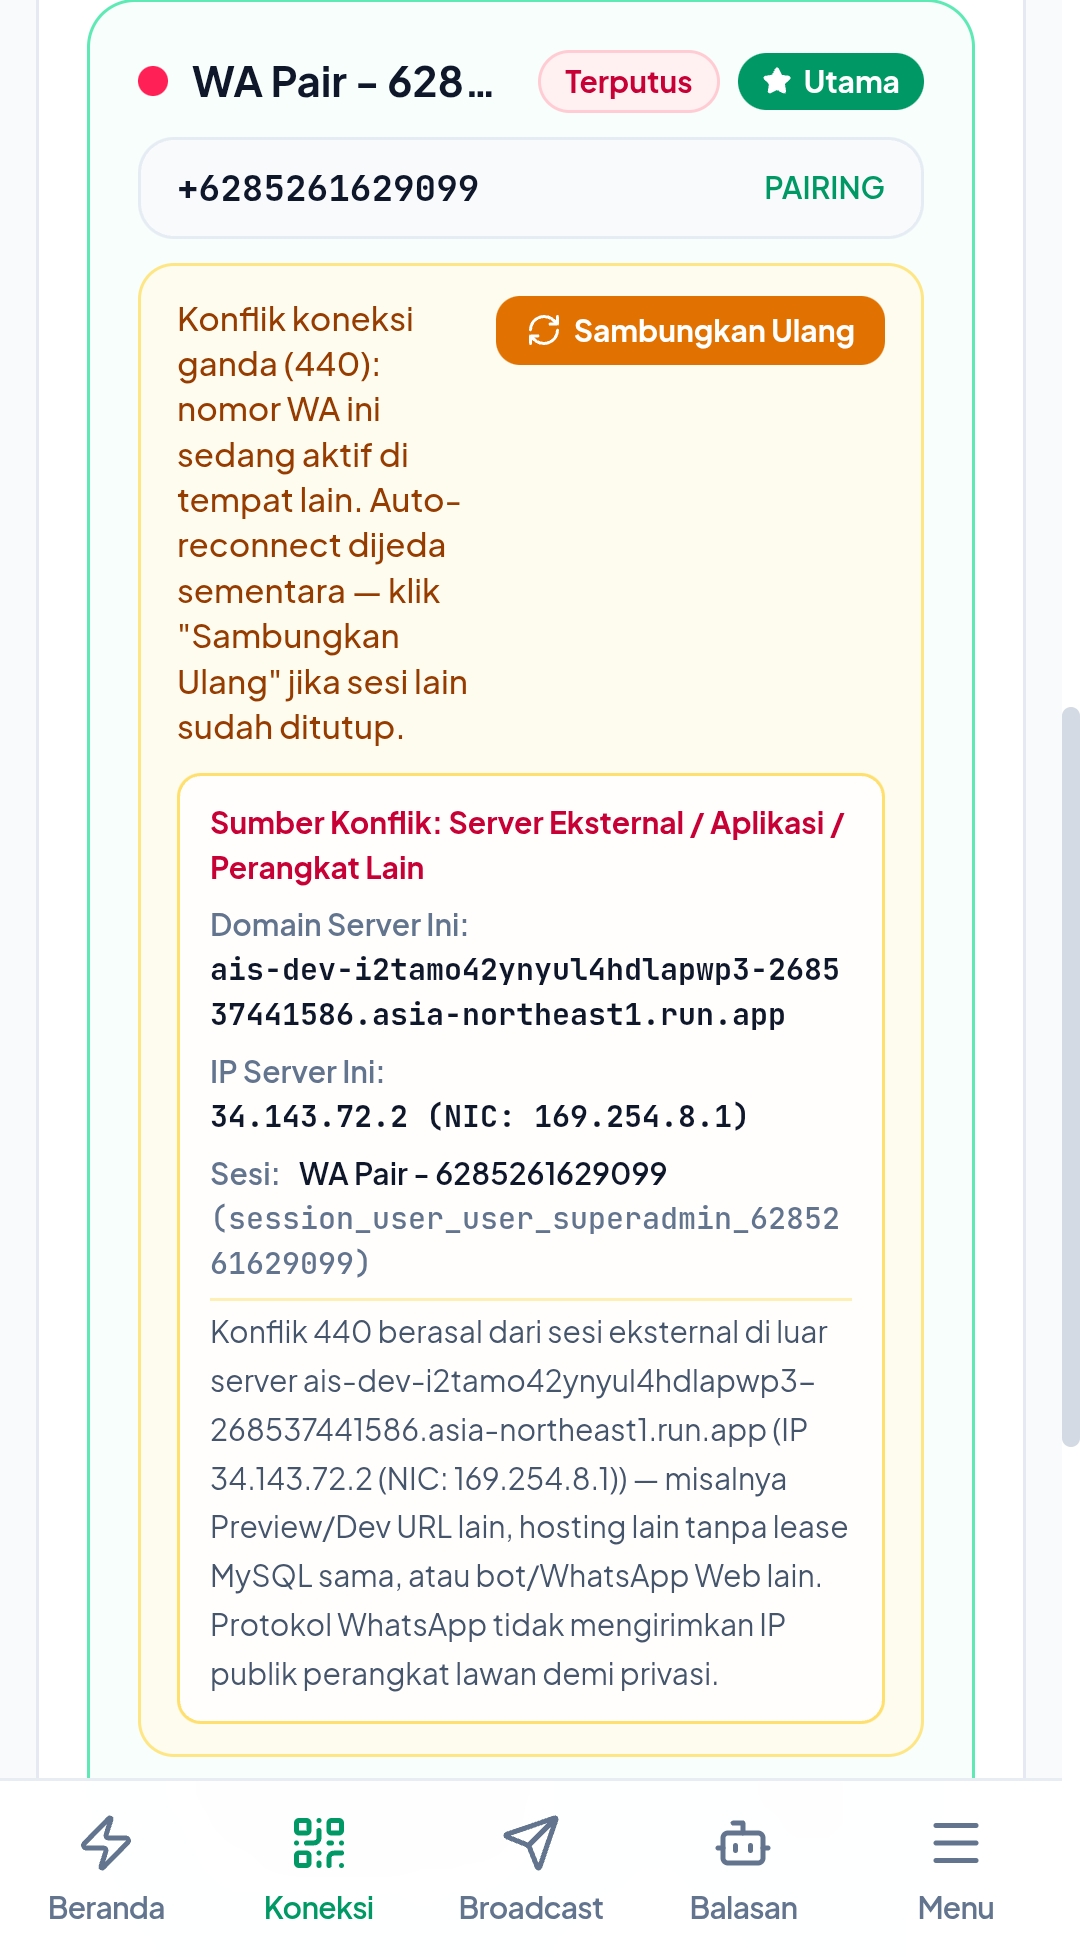 WA Pair – 628...
Terputus
Utama
+6285261629099
PAIRING
Konflik koneksi
ganda (440):
nomor WA ini
sedang aktif di
tempat lain. Auto-
reconnect dijeda
sementara — klik
"Sambungkan
Ulang" jika sesi lain
sudah ditutup.
Sambungkan Ulang
Sumber Konflik: Server Eksternal / Aplikasi /
Perangkat Lain
Domain Server Ini:
ais-dev-i2tamo42ynyul4hdlapwp3-2685
37441586.asia-northeast1.run.app
IP Server Ini:
34.143.72.2 (NIC: 169.254.8.1)
Sesi: WA Pair – 6285261629099
(session_user_user_superadmin_62852
61629099)
Konflik 440 berasal dari sesi eksternal di luar
server ais-dev-i2tamo42ynyul4hdlapwp3-
268537441586.asia-northeast1.run.app (IP
34.143.72.2 (NIC: 169.254.8.1)) — misalnya
Preview/Dev URL lain, hosting lain tanpa lease
MySQL sama, atau bot/WhatsApp Web lain.
Protokol WhatsApp tidak mengirimkan IP
publik perangkat lawan demi privasi.
Beranda
Koneksi
Broadcast
Balasan
Menu